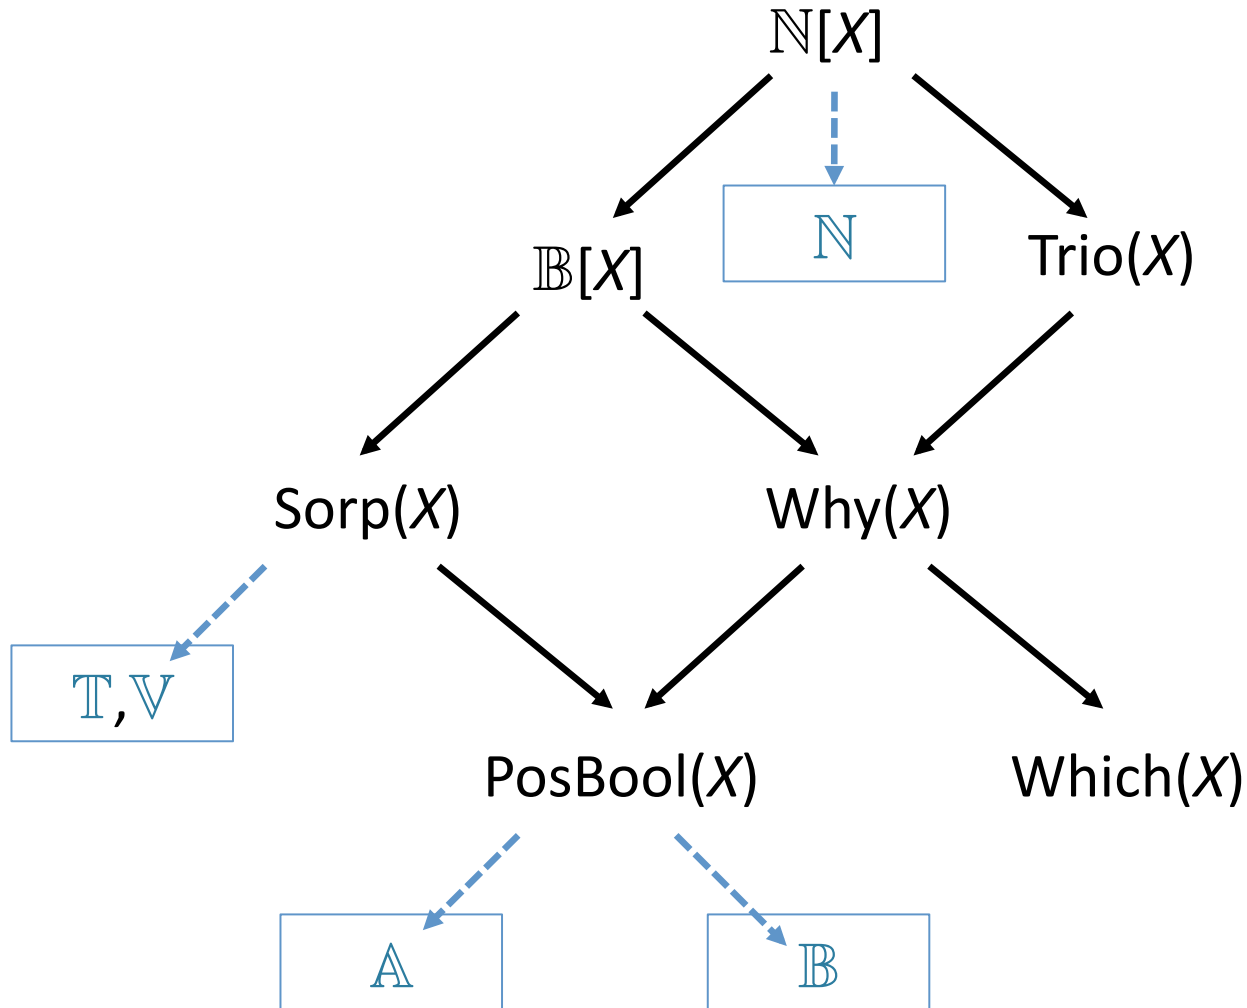 ℕ[X]
ℕ
𝔹[X]
Trio(X)
Sorp(X)
Why(X)
𝕋,𝕍
PosBool(X)
Which(X)
𝔸
𝔹